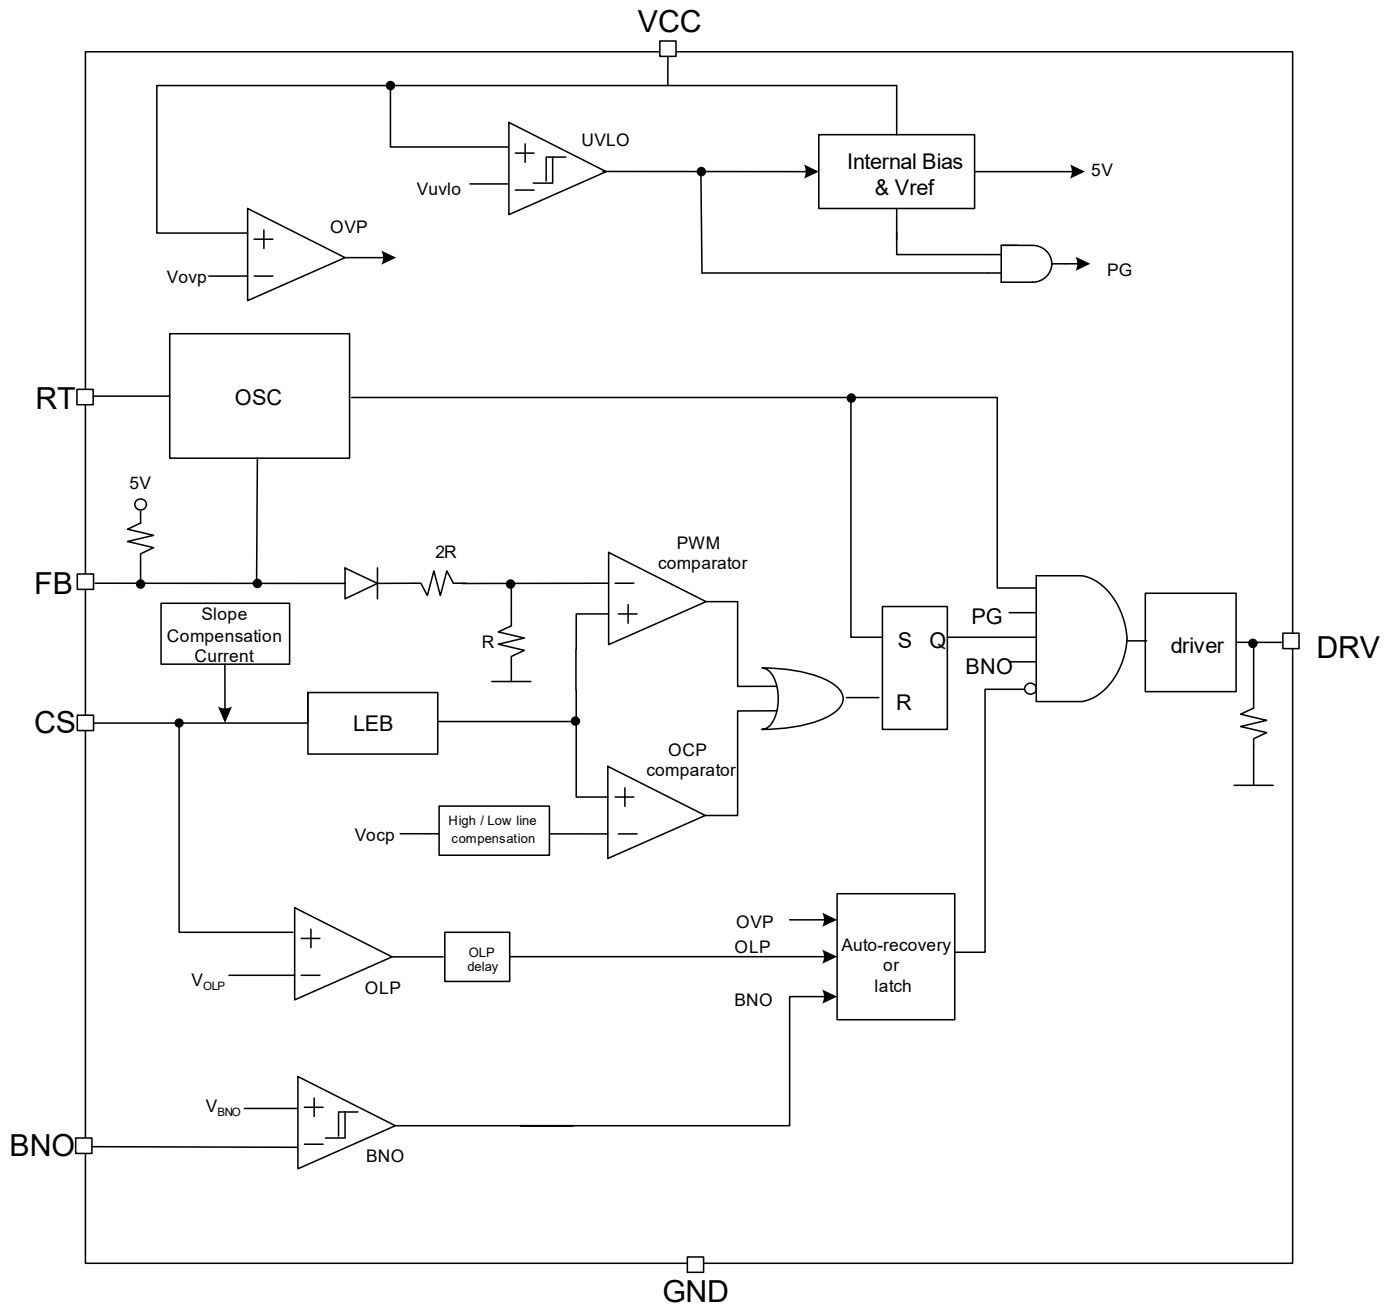 VCC
UVLO
+
−
Vuvlo
Internal Bias
& Vref
5V
OVP
+
−
Vovp
PG
RT
OSC
5V
FB
2R
R
PWM
comparator
−
+
Slope
Compensation
Current
CS
LEB
OCP
comparator
+
−
Vocp
High / Low line
compensation
S Q
R
PG
BNO
driver
DRV
OVP
OLP
BNO
Auto-recovery
or
latch
+
−
VOLP
OLP
OLP
delay
VBNO
+
−
BNO
BNO
GND